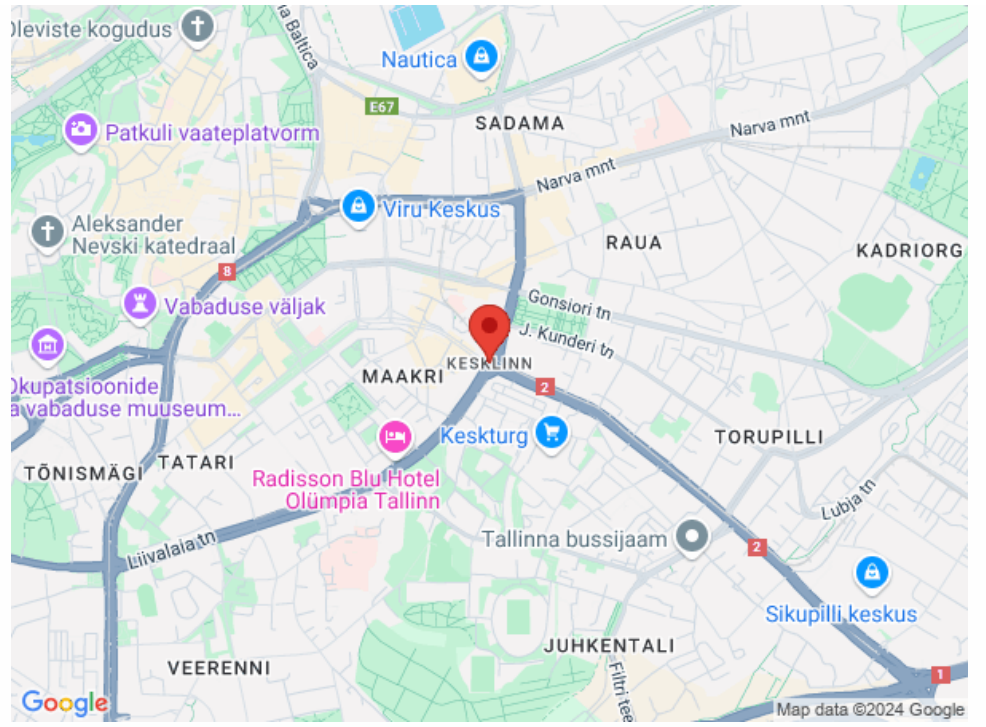 Oleviste kogudus
Baltica
Nautica
E67
SADAMA
Patkuli vaateplatvorm
Narva mnt
Narva mnt
Viru Keskus
Aleksander
Nevski katedraal
RAUA
KADRIORG
8
Vabaduse väljak
Gonsiori tn
J. Kunderi tn
KESKLINN
MAAKRI
2
Okupatsioonide
a vabaduse muuseum...
Keskturg
TORUPILLI
TÕNISMÄGI
TATARI
Radisson Blu Hotel
Olümpia Tallinn
Lubja tn
Liivalaia tn
Tallinna bussijaam
2
Sikupilli keskus
JUHKENTALI
VEERENNI
Filtri tee
1
Google
Map data ©2024 Google